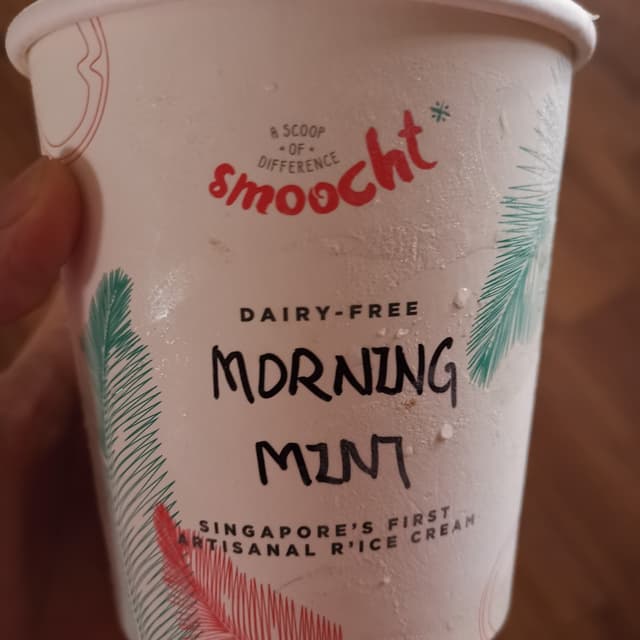 A SCOOP
OF
DIFFERENCE
smoocht
DAIRY-FREE
MORNING
MINT
SINGAPORE'S FIRST
ARTISANAL R'ICE CREAM